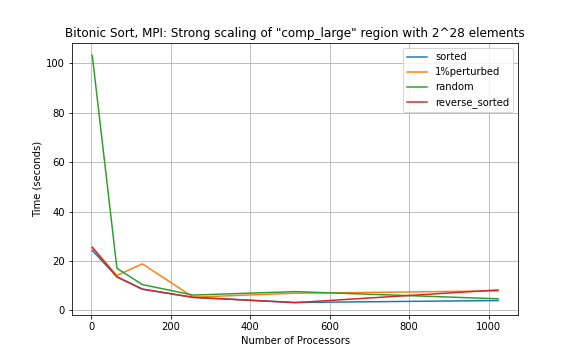 Bitonic Sort, MPI: Strong scaling of "comp_large" region with 2^28 elements
sorted
1%perturbed
random
reverse_sorted
Time (seconds)
100
80
60
40
20
0
0 200 400 600 800 1000
Number of Processors